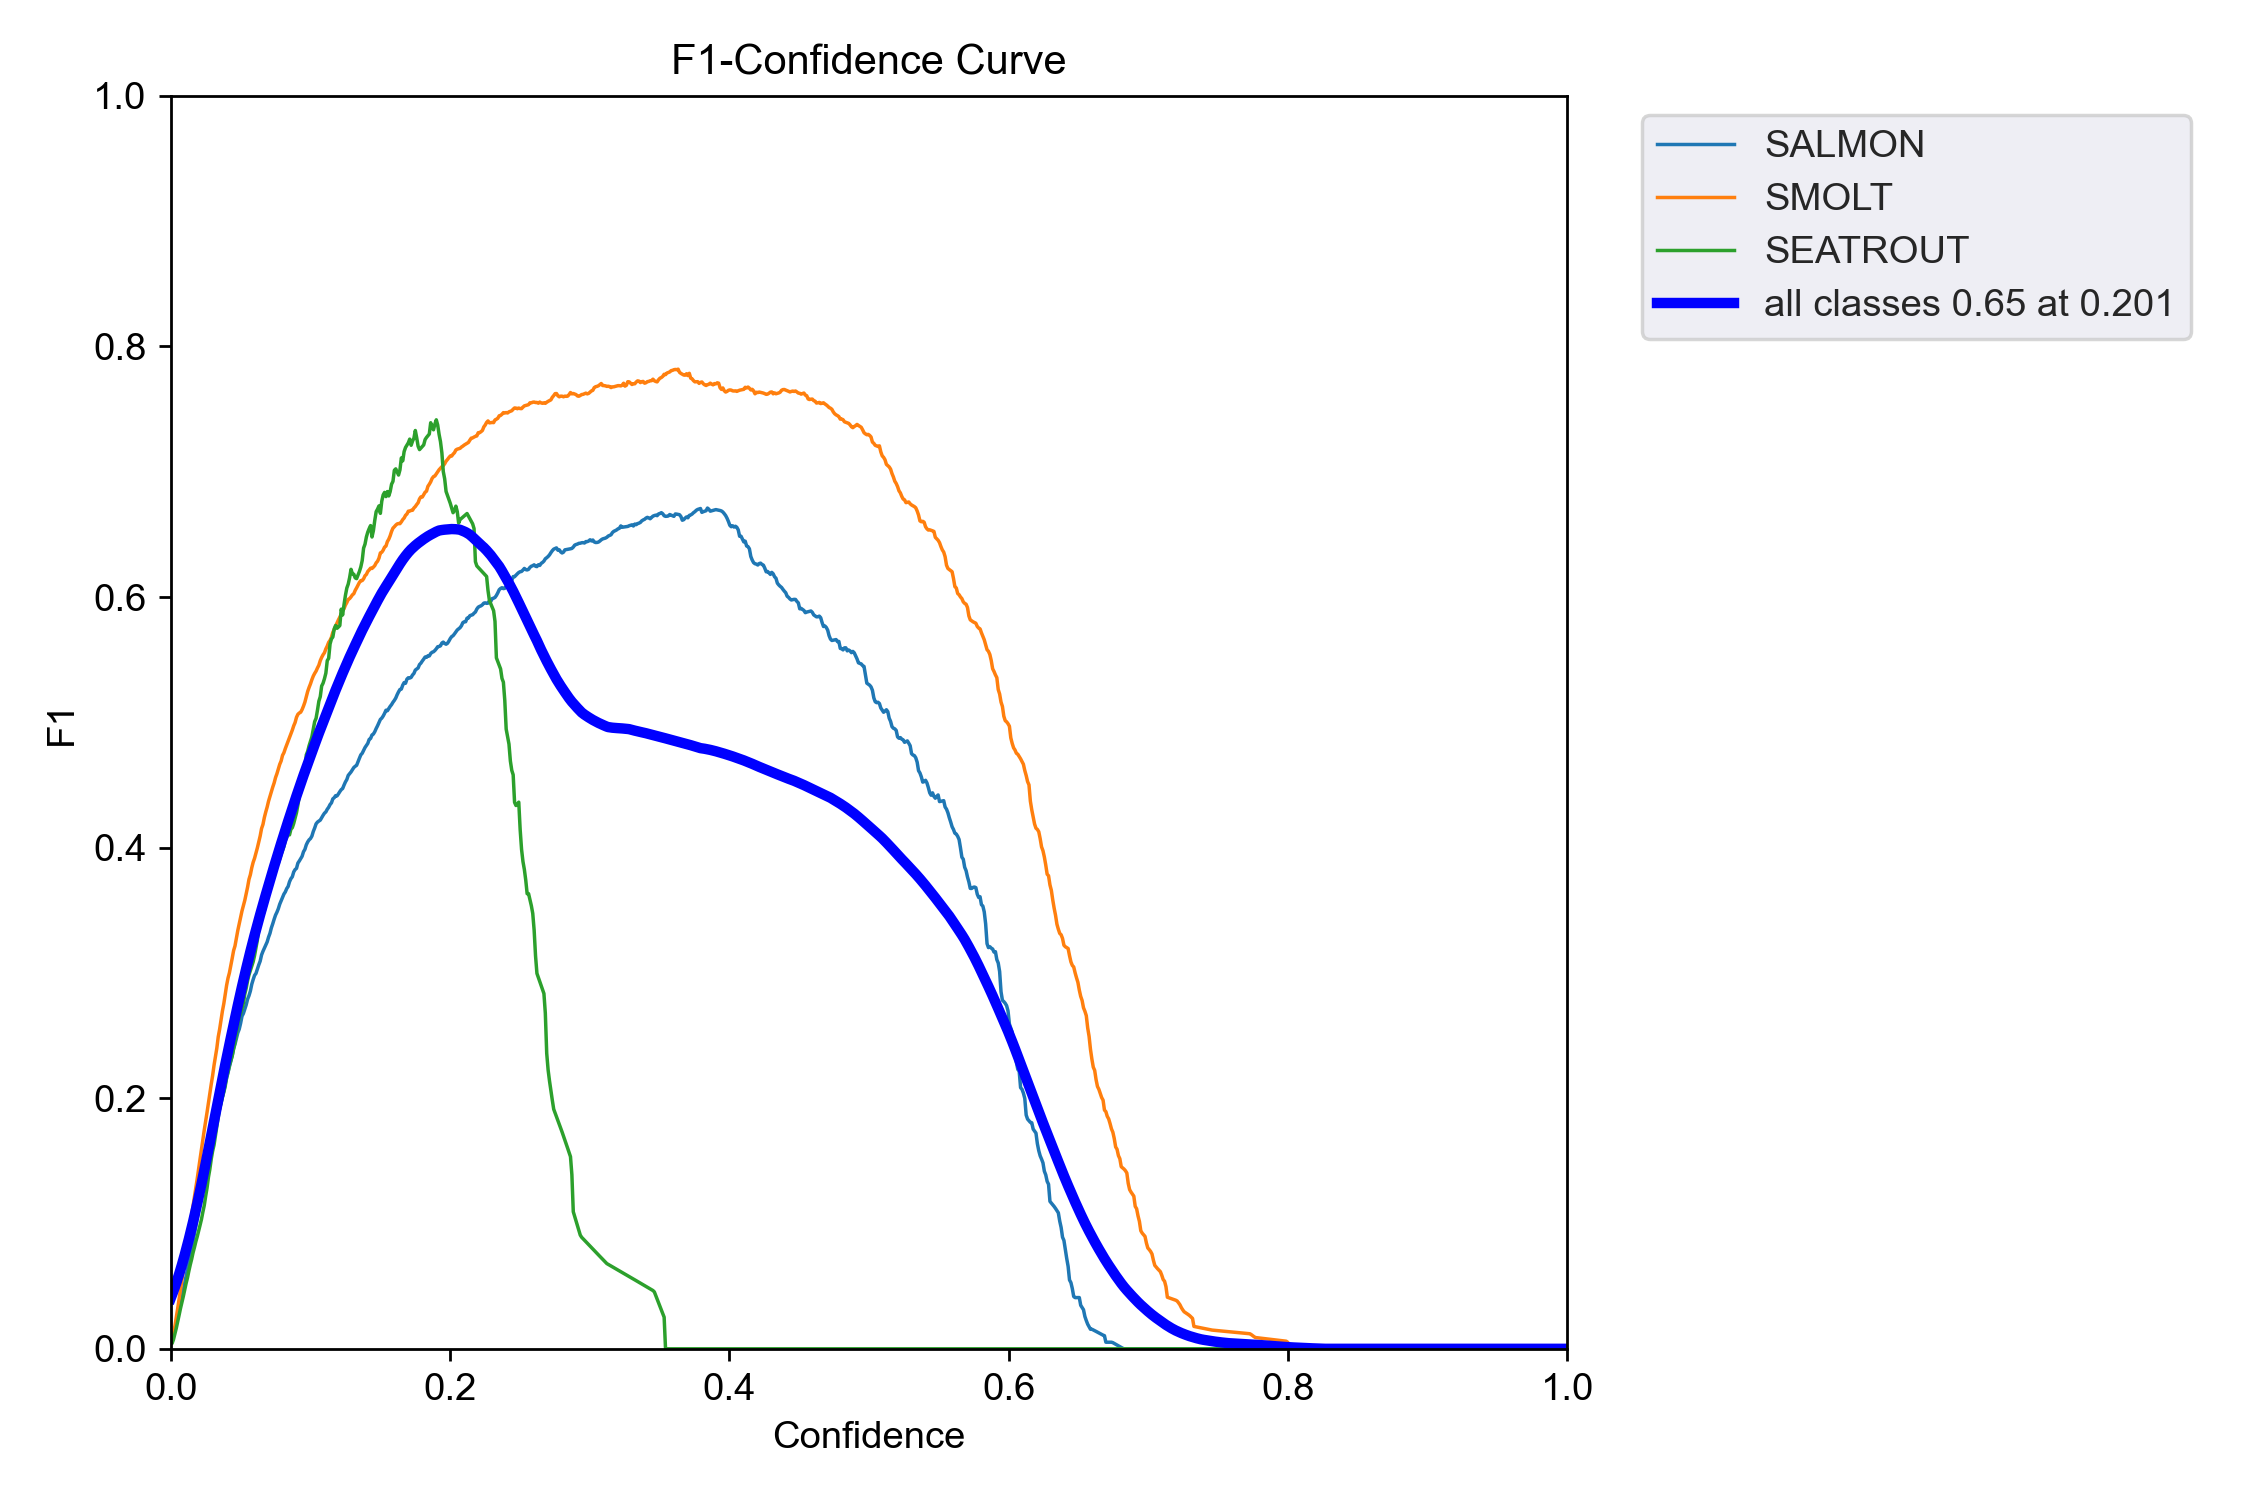 F1-Confidence Curve
1.0
0.8
0.6
0.4
0.2
0.0
F1
0.0 0.2 0.4 0.6 0.8 1.0
Confidence
SALMON
SMOLT
SEATROUT
all classes 0.65 at 0.201